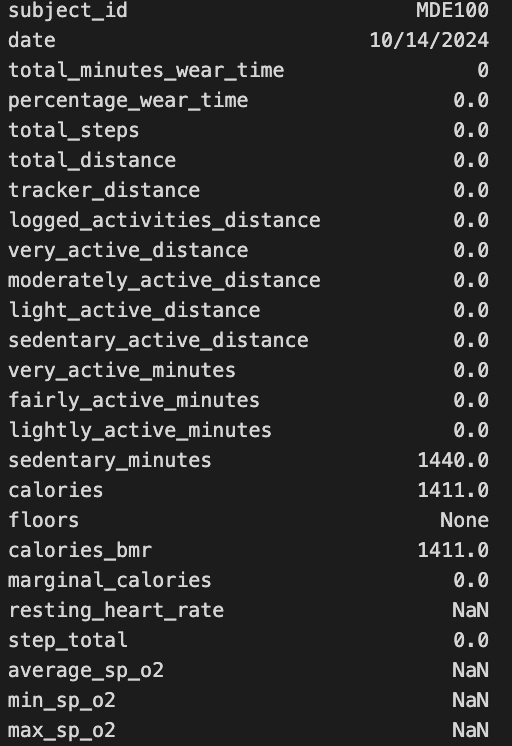 subject_id MDE100
date 10/14/2024
total_minutes_wear_time 0
percentage_wear_time 0.0
total_steps 0.0
total_distance 0.0
tracker_distance 0.0
logged_activities_distance 0.0
very_active_distance 0.0
moderately_active_distance 0.0
light_active_distance 0.0
sedentary_active_distance 0.0
very_active_minutes 0.0
fairly_active_minutes 0.0
lightly_active_minutes 0.0
sedentary_minutes 1440.0
calories 1411.0
floors None
calories_bmr 1411.0
marginal_calories 0.0
resting_heart_rate NaN
step_total 0.0
average_sp_o2 NaN
min_sp_o2 NaN
max_sp_o2 NaN